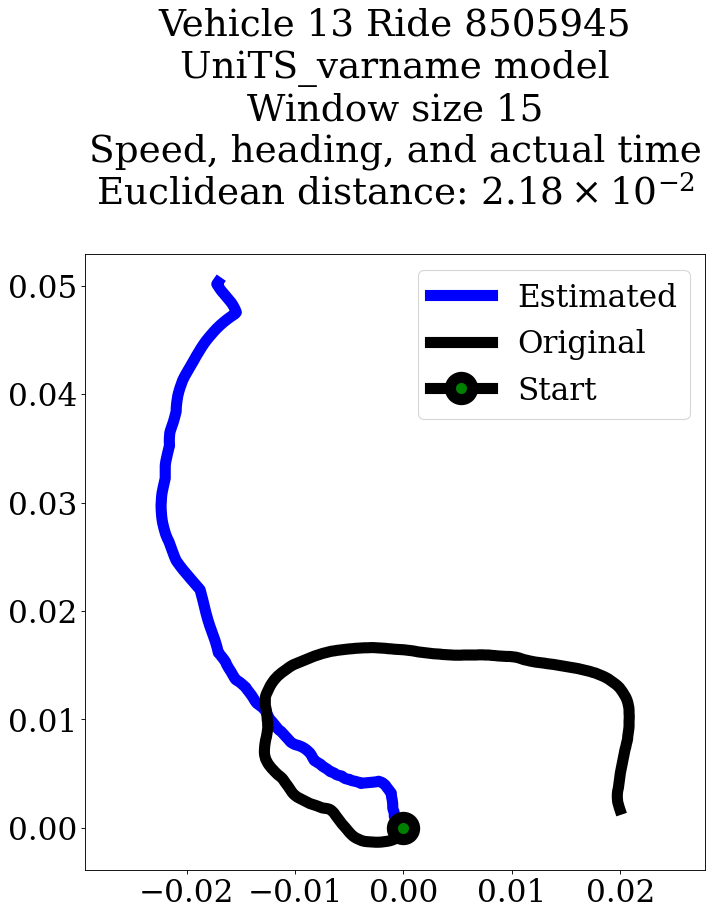 Vehicle 13 Ride 8505945
UniTS_varname model
Window size 15
Speed, heading, and actual time
Euclidean distance: 2.18 × 10⁻²
Estimated
Original
Start
0.05
0.04
0.03
0.02
0.01
0.00
−0.02 −0.01 0.00 0.01 0.02